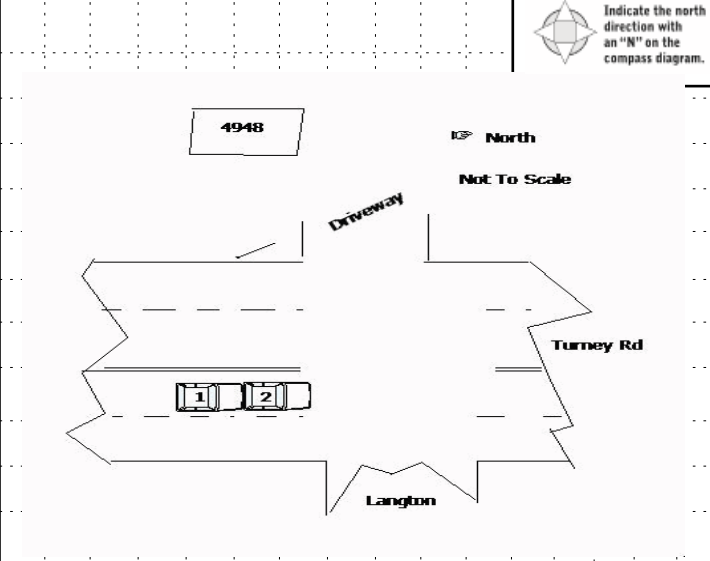 Indicate the north
direction with
an "N" on the
compass diagram.
4948
North
Not To Scale
Driveway
Turney Rd
1 2
Langton